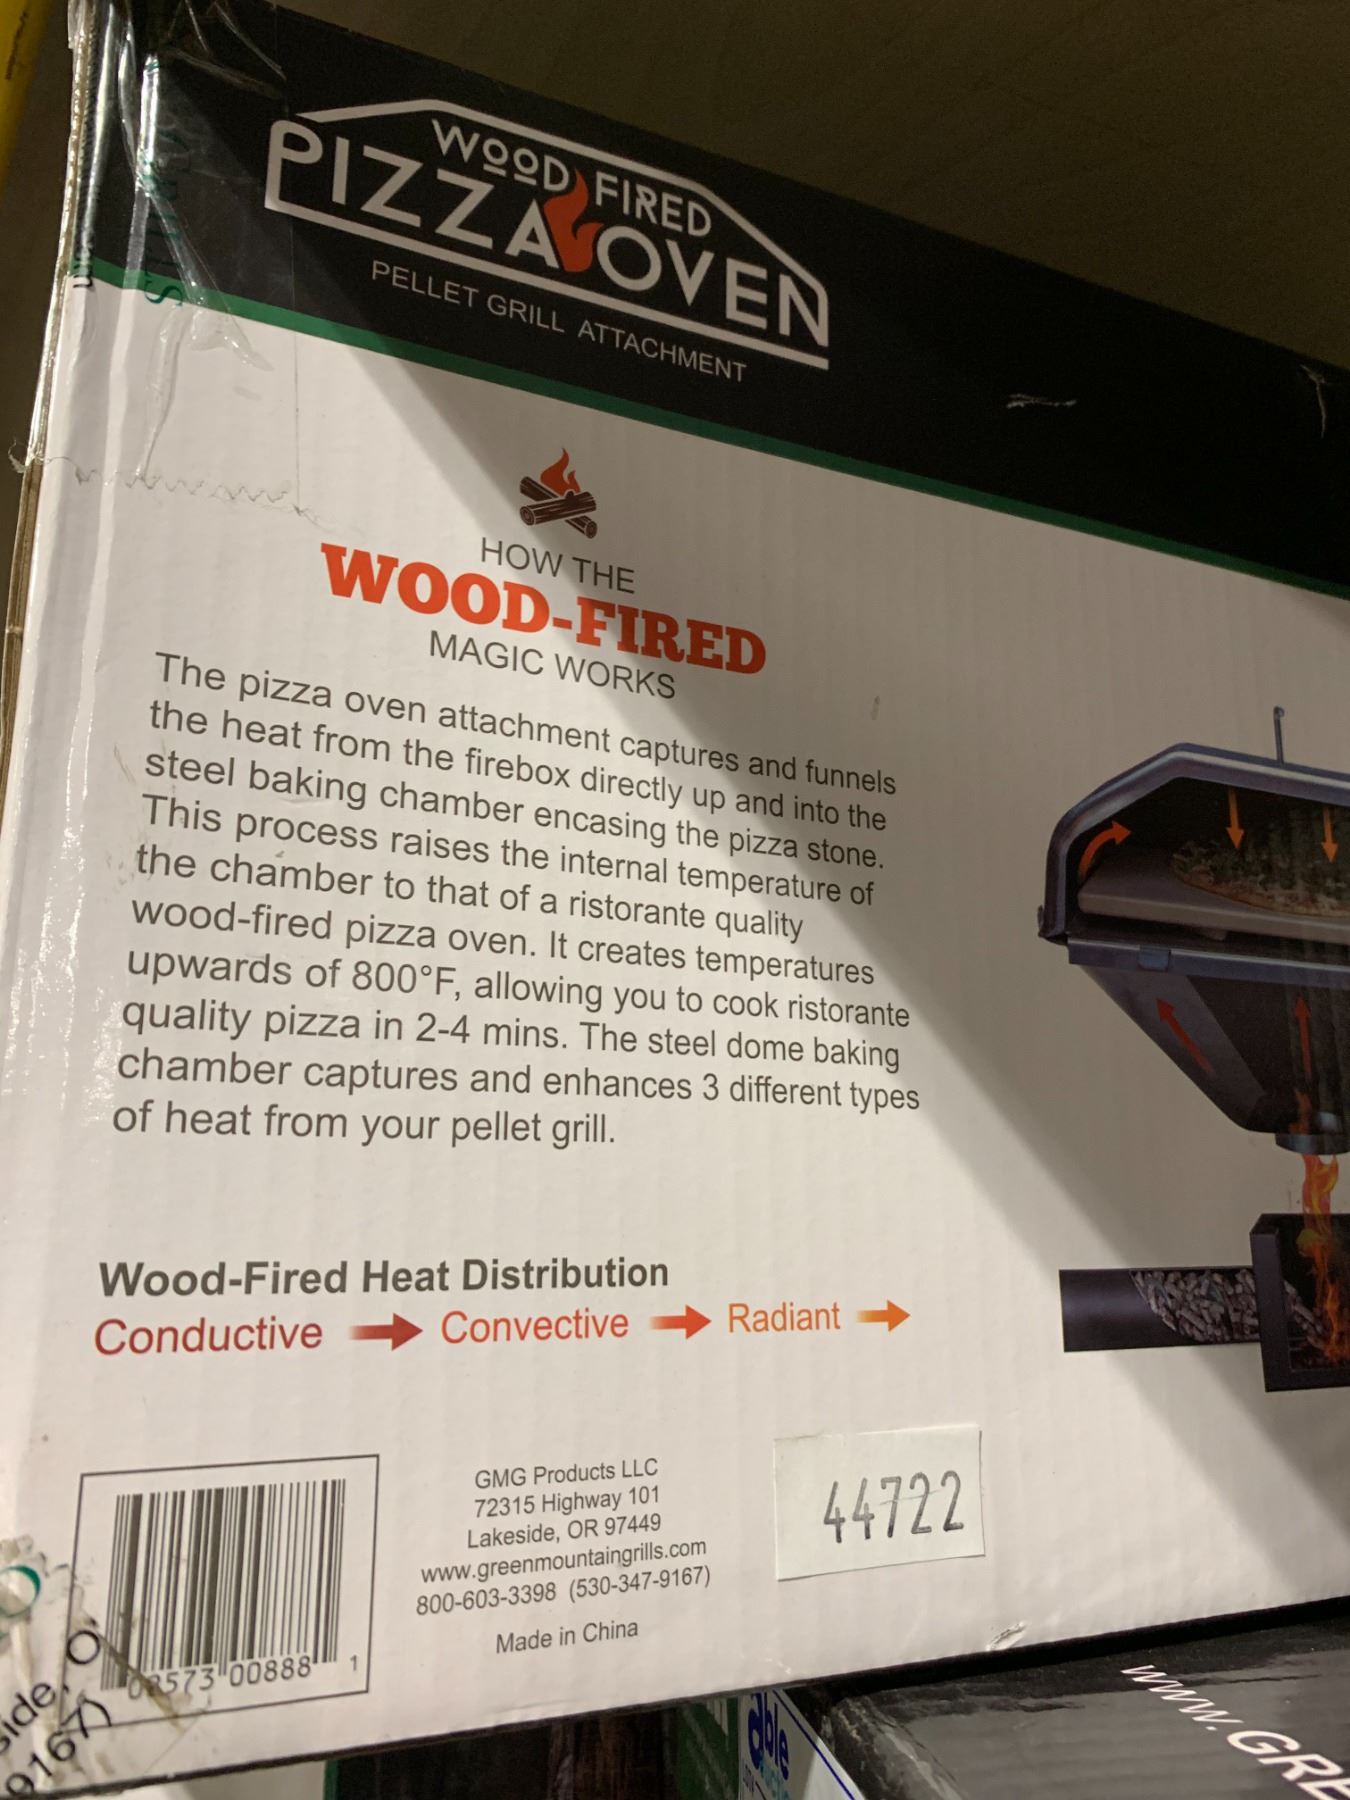 WOOD FIRED
PIZZA OVEN
PELLET GRILL ATTACHMENT
HOW THE
WOOD-FIRED
MAGIC WORKS
The pizza oven attachment captures and funnels
the heat from the firebox directly up and into the
steel baking chamber encasing the pizza stone.
This process raises the internal temperature of
the chamber to that of a ristorante quality
wood-fired pizza oven. It creates temperatures
upwards of 800°F, allowing you to cook ristorante
quality pizza in 2-4 mins. The steel dome baking
chamber captures and enhances 3 different types
of heat from your pellet grill.
Wood-Fired Heat Distribution
Conductive Convective Radiant
GMG Products LLC
72315 Highway 101
Lakeside, OR 97449
www.greenmountaingrills.com
800-603-3398 (530-347-9167)
Made in China
44722
00888 1
9167)
www.GRE